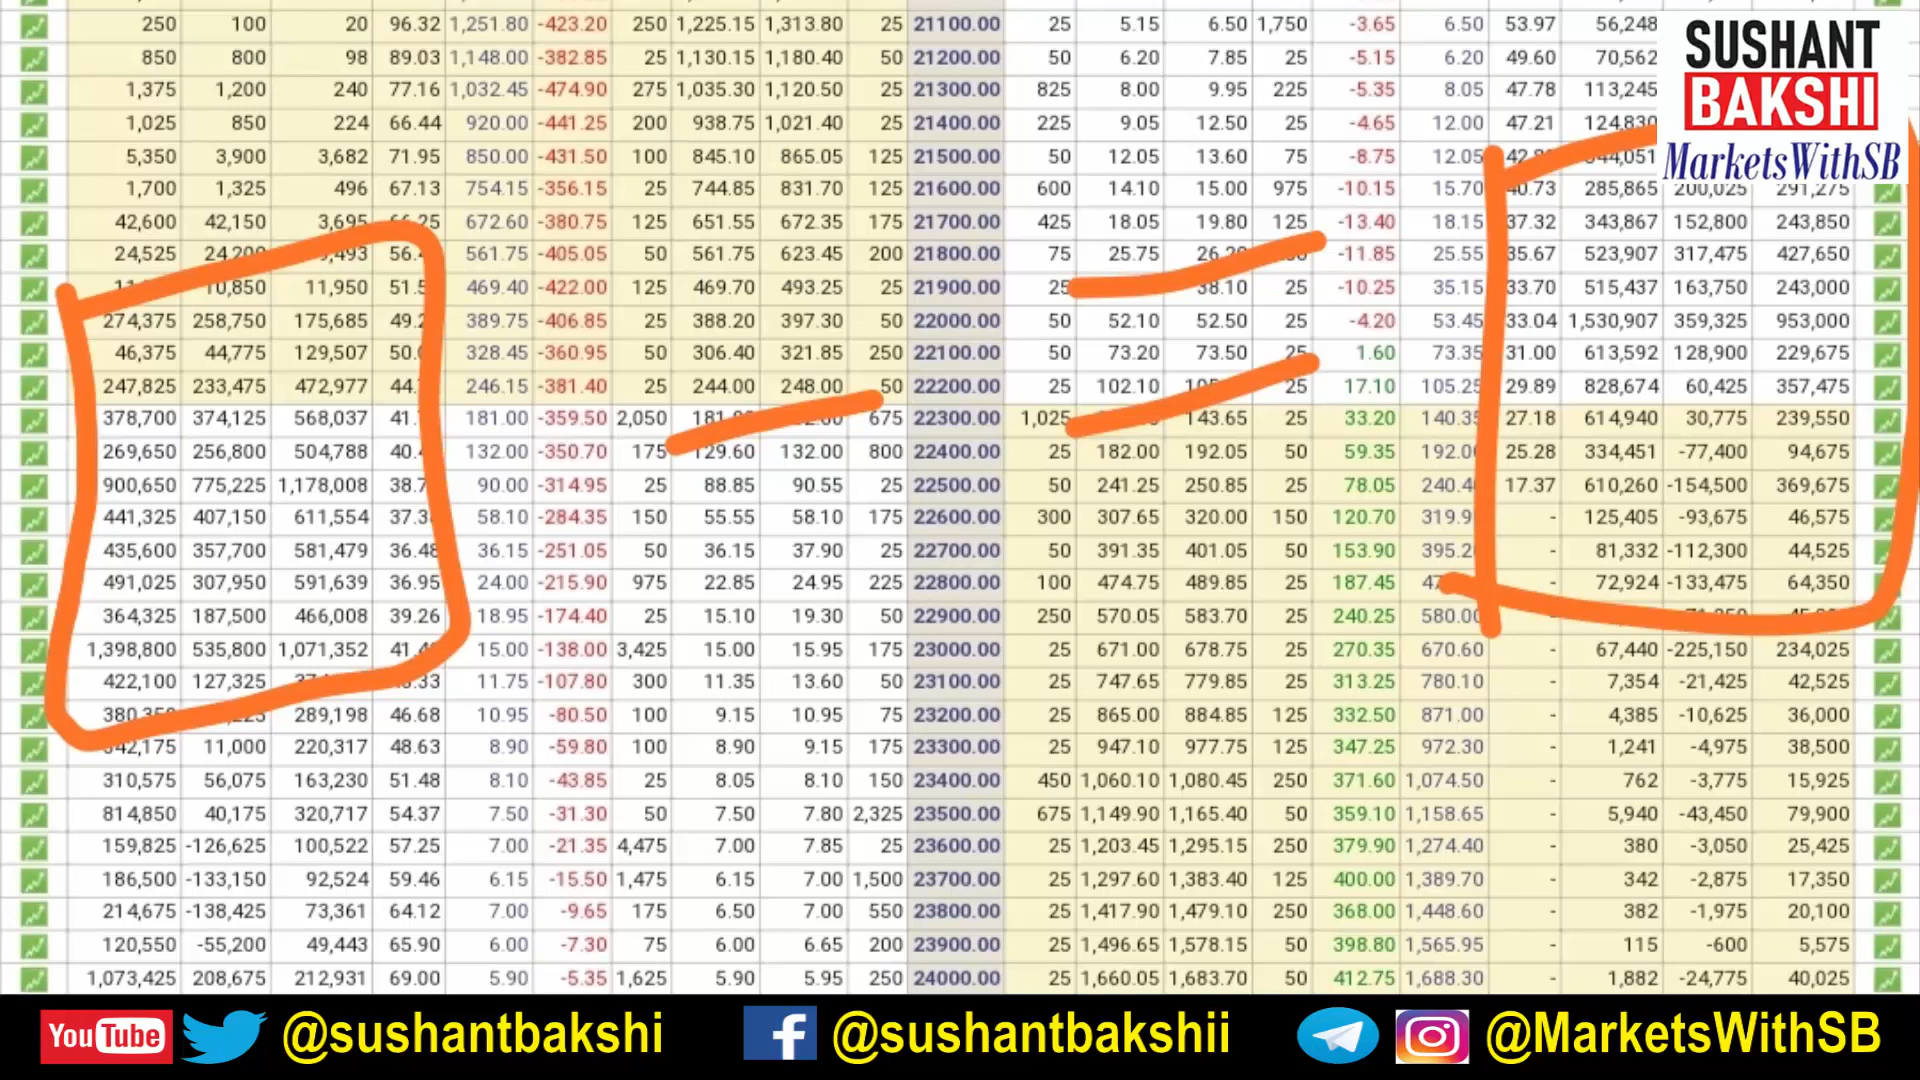 250 100 20 96.32 1,251.80 -423.20 250 1,225.15 1,313.80 25 21100.00 25 5.15 6.50 1,750 -3.65 6.50 53.97 56,248
850 800 98 89.03 1,148.00 -382.85 25 1,130.15 1,180.40 50 21200.00 50 6.20 7.85 25 -5.15 6.20 49.60 70,562
1,375 1,200 240 77.16 1,032.45 -474.90 275 1,035.30 1,120.50 25 21300.00 825 8.00 9.95 225 -5.35 8.05 47.78 113,245
1,025 850 224 66.44 920.00 -441.25 200 938.75 1,021.40 25 21400.00 225 9.05 12.50 25 -4.65 12.00 47.21 124,830
5,350 3,900 3,682 71.95 850.00 -431.50 100 845.10 865.05 125 21500.00 50 12.05 13.60 75 -8.75 12.05
1,700 1,325 496 67.13 754.15 -356.15 25 744.85 831.70 125 21600.00 600 14.10 15.00 975 -10.15 15.70 40.73 285,865 200,025 291,275
42,600 42,150 3,695 66.25 672.60 -380.75 125 651.55 672.35 175 21700.00 425 18.05 19.80 125 -13.40 18.15 37.32 343,867 152,800 243,850
24,525 24,200 561.75 -405.05 50 561.75 623.45 200 21800.00 75 25.75 -11.85 25.55 35.67 523,907 317,475 427,650
10,850 11,950 469.40 -422.00 125 469.70 493.25 25 21900.00 25 38.10 25 -10.25 35.15 33.70 515,437 163,750 243,000
274,375 258,750 175,685 389.75 -406.85 25 388.20 397.30 50 22000.00 50 52.10 52.50 25 -4.20 53.45 33.04 1,530,907 359,325 953,000
46,375 44,775 129,507 328.45 -360.95 50 306.40 321.85 250 22100.00 50 73.20 73.50 25 1.60 73.35 31.00 613,592 128,900 229,675
247,825 233,475 472,977 246.15 -381.40 25 244.00 248.00 50 22200.00 25 102.10 25 17.10 105.25 29.89 828,674 60,425 357,475
378,700 374,125 568,037 181.00 -359.50 2,050 675 22300.00 1,025 143.65 25 33.20 140.35 27.18 614,940 30,775 239,550
269,650 256,800 504,788 132.00 -350.70 175 129.60 132.00 800 22400.00 25 182.00 192.05 50 59.35 25.28 334,451 -77,400 94,675
900,650 775,225 1,178,008 90.00 -314.95 25 88.85 90.55 25 22500.00 50 241.25 250.85 25 78.05 17.37 610,260 -154,500 369,675
441,325 407,150 611,554 58.10 -284.35 150 55.55 58.10 175 22600.00 300 307.65 320.00 150 120.70 - 125,405 -93,675 46,575
435,600 357,700 581,479 36.48 36.15 -251.05 50 36.15 37.90 25 22700.00 50 391.35 401.05 50 153.90 - 81,332 -112,300 44,525
491,025 307,950 591,639 36.95 24.00 -215.90 975 22.85 24.95 225 22800.00 100 474.75 489.85 25 187.45 - 72,924 -133,475 64,350
364,325 187,500 466,008 39.26 18.95 -174.40 25 15.10 19.30 50 22900.00 250 570.05 583.70 25 240.25 580.00
1,398,800 535,800 1,071,352 15.00 -138.00 3,425 15.00 15.95 175 23000.00 25 671.00 678.75 25 270.35 670.60 - 67,440 -225,150 234,025
422,100 127,325 11.75 -107.80 300 11.35 13.60 50 23100.00 25 747.65 779.85 25 313.25 780.10 - 7,354 -21,425 42,525
289,198 46.68 10.95 -80.50 100 9.15 10.95 75 23200.00 25 865.00 884.85 125 332.50 871.00 - 4,385 -10,625 36,000
342,175 11,000 220,317 48.63 8.90 -59.80 100 8.90 9.15 175 23300.00 25 947.10 977.75 125 347.25 972.30 - 1,241 -4,975 38,500
310,575 56,075 163,230 51.48 8.10 -43.85 25 8.05 8.10 150 23400.00 450 1,060.10 1,080.45 250 371.60 1,074.50 - 762 -3,775 15,925
814,850 40,175 320,717 54.37 7.50 -31.30 50 7.50 7.80 2,325 23500.00 675 1,149.90 1,165.40 50 359.10 1,158.65 - 5,940 -43,450 79,900
159,825 -126,625 100,522 57.25 7.00 -21.35 4,475 7.00 7.85 25 23600.00 25 1,203.45 1,295.15 250 379.90 1,274.40 - 380 -3,050 25,425
186,500 -133,150 92,524 59.46 6.15 -15.50 1,475 6.15 7.00 1,500 23700.00 25 1,297.60 1,383.40 125 400.00 1,389.70 - 342 -2,875 17,350
214,675 -138,425 73,361 64.12 7.00 -9.65 175 6.50 7.00 550 23800.00 25 1,417.90 1,479.10 250 368.00 1,448.60 - 382 -1,975 20,100
120,550 -55,200 49,443 65.90 6.00 -7.30 75 6.00 6.65 200 23900.00 25 1,496.65 1,578.15 50 398.80 1,565.95 - 115 -600 5,575
1,073,425 208,675 212,931 69.00 5.90 -5.35 1,625 5.90 5.95 250 24000.00 25 1,660.05 1,683.70 50 412.75 1,688.30 - 1,882 -24,775 40,025
SUSHANT
BAKSHI
MarketsWithSB
YouTube @sushantbakshi @sushantbakshii @MarketsWithSB